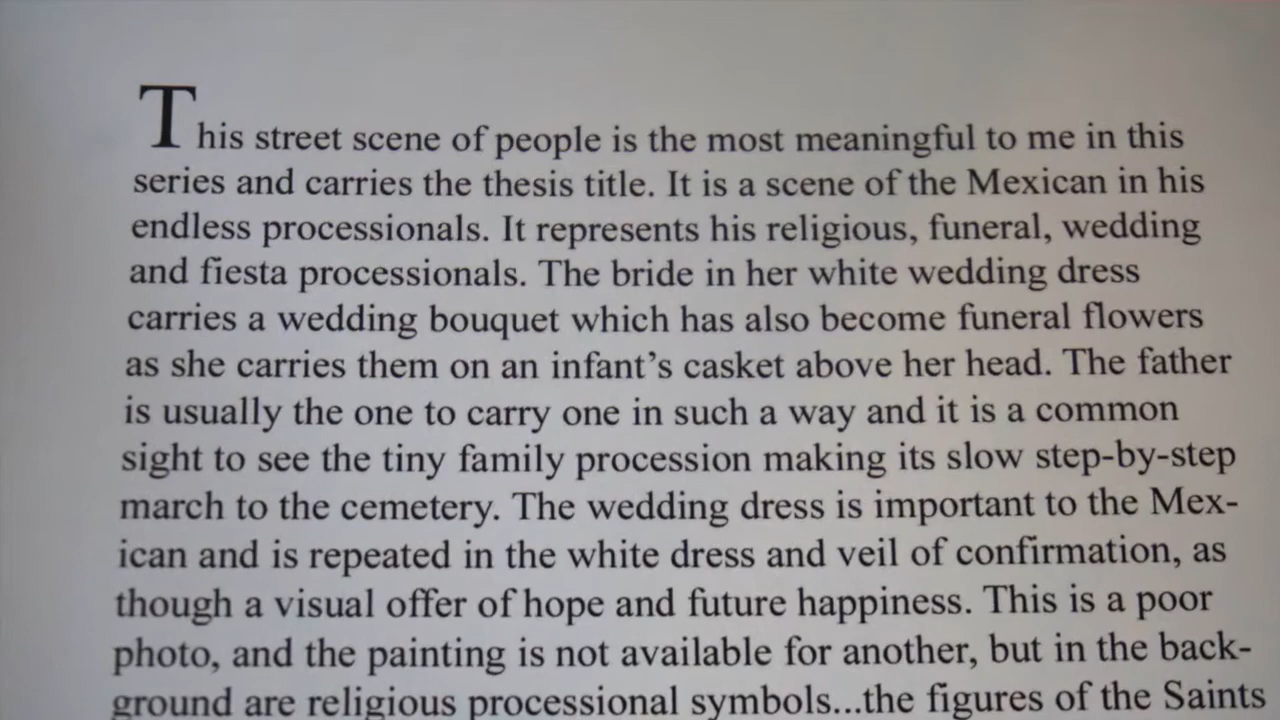 This street scene of people is the most meaningful to me in this
series and carries the thesis title. It is a scene of the Mexican in his
endless processionals. It represents his religious, funeral, wedding
and fiesta processionals. The bride in her white wedding dress
carries a wedding bouquet which has also become funeral flowers
as she carries them on an infant’s casket above her head. The father
is usually the one to carry one in such a way and it is a common
sight to see the tiny family procession making its slow step-by-step
march to the cemetery. The wedding dress is important to the Mex-
ican and is repeated in the white dress and veil of confirmation, as
though a visual offer of hope and future happiness. This is a poor
photo, and the painting is not available for another, but in the back-
ground are religious processional symbols...the figures of the Saints